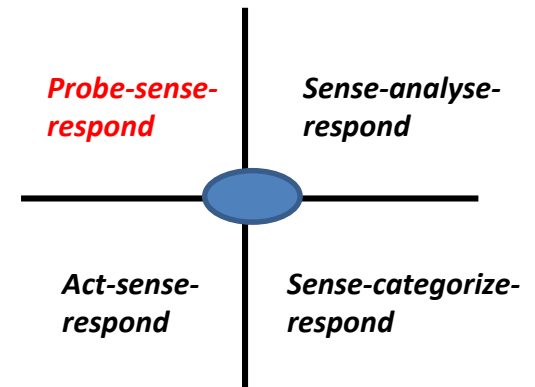 Probe-sense-
respond
Sense-analyse-
respond
Act-sense-
respond
Sense-categorize-
respond